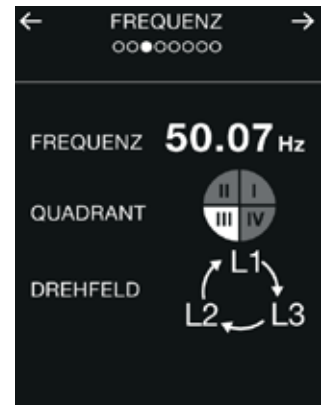 ← FREQUENZ →
FREQUENZ 50.07 Hz
II I
QUADRANT
III IV
L1
DREHFELD
L2 L3